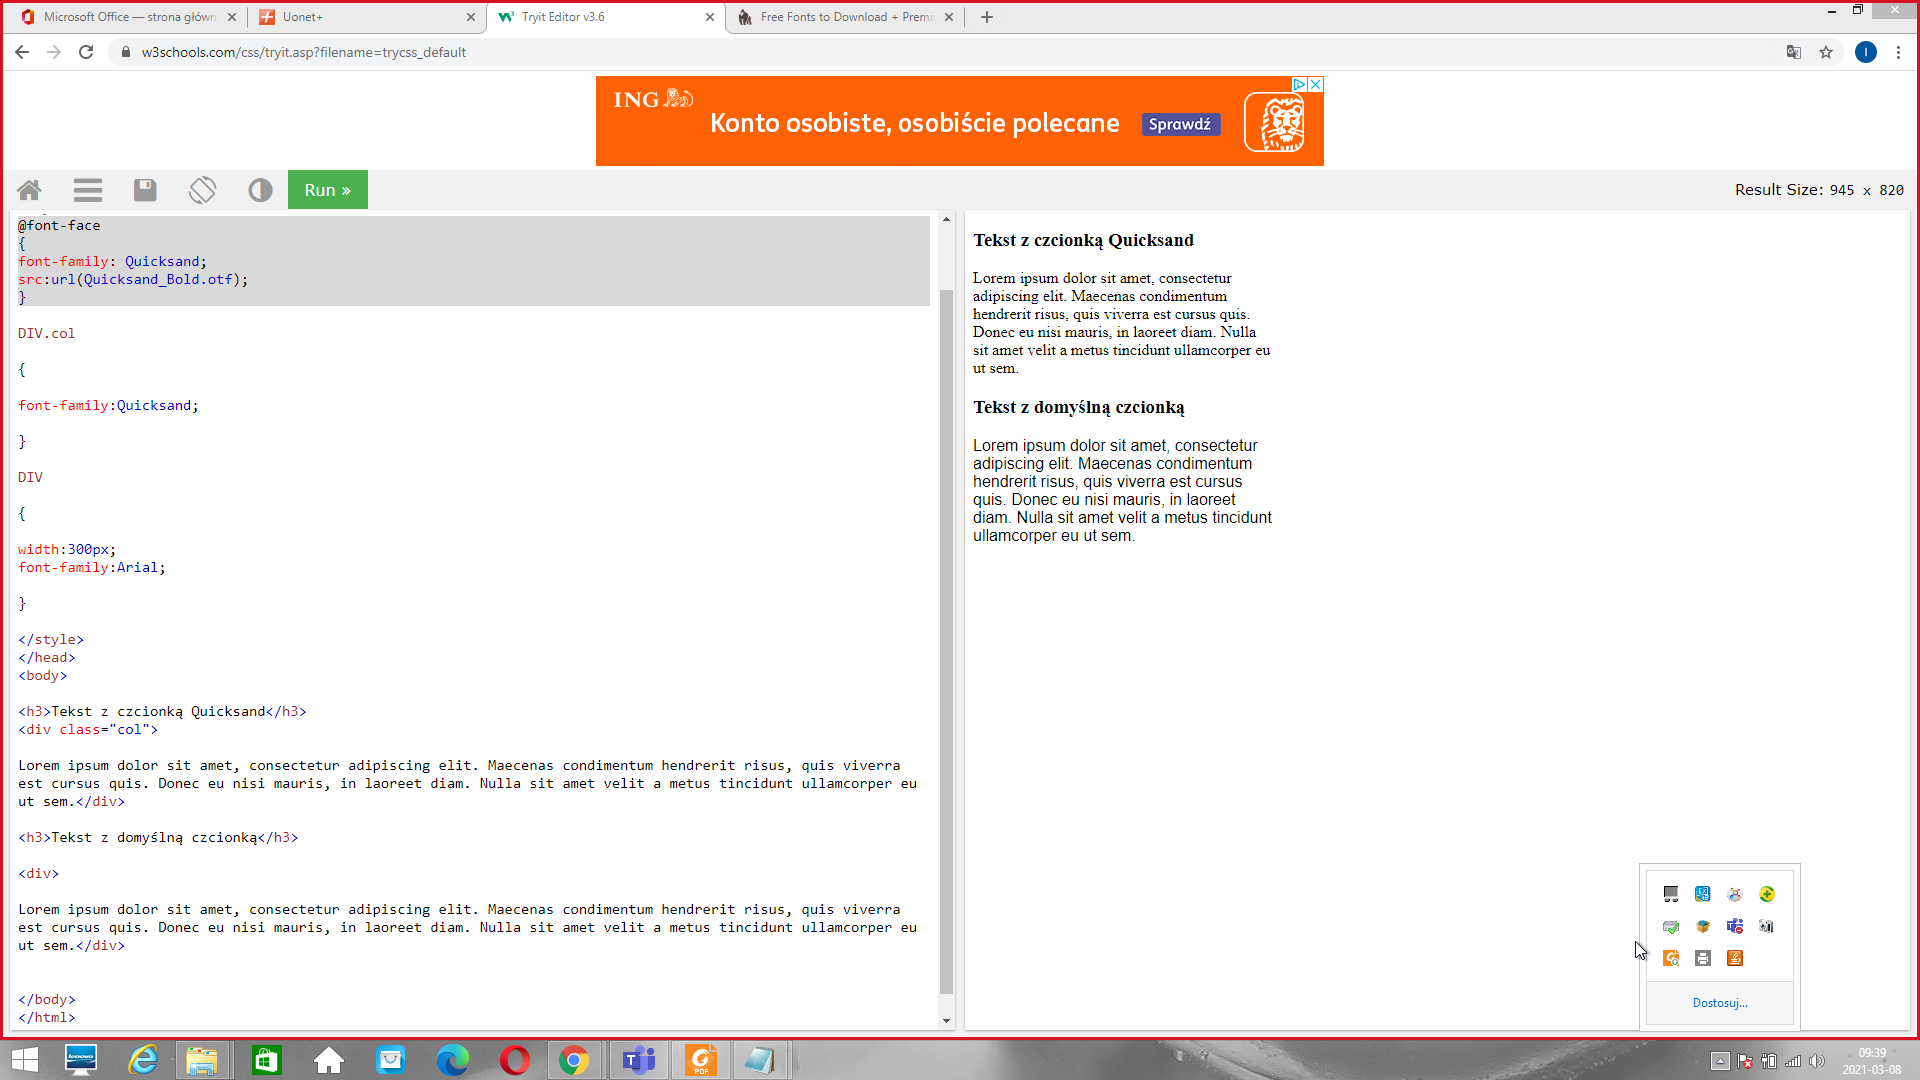 Microsoft Office — strona główn
Uonet+
Tryit Editor v3.6
Free Fonts to Download + Premi
w3schools.com/css/tryit.asp?filename=trycss_default
I
ING
Konto osobiste, osobiście polecane
Sprawdź
Run »
Result Size: 945 x 820
@font-face
{
font-family: Quicksand;
src:url(Quicksand_Bold.otf);
}
DIV.col
{
font-family:Quicksand;
}
DIV
{
width:300px;
font-family:Arial;
}
</style>
</head>
<body>
<h3>Tekst z czcionką Quicksand</h3>
<div class="col">
Lorem ipsum dolor sit amet, consectetur adipiscing elit. Maecenas condimentum hendrerit risus, quis viverra
est cursus quis. Donec eu nisi mauris, in laoreet diam. Nulla sit amet velit a metus tincidunt ullamcorper eu
ut sem.</div>
<h3>Tekst z domyślną czcionką</h3>
<div>
Lorem ipsum dolor sit amet, consectetur adipiscing elit. Maecenas condimentum hendrerit risus, quis viverra
est cursus quis. Donec eu nisi mauris, in laoreet diam. Nulla sit amet velit a metus tincidunt ullamcorper eu
ut sem.</div>
</body>
</html>
Tekst z czcionką Quicksand
Lorem ipsum dolor sit amet, consectetur
adipiscing elit. Maecenas condimentum
hendrerit risus, quis viverra est cursus quis.
Donec eu nisi mauris, in laoreet diam. Nulla
sit amet velit a metus tincidunt ullamcorper eu
ut sem.
Tekst z domyślną czcionką
Lorem ipsum dolor sit amet, consectetur
adipiscing elit. Maecenas condimentum
hendrerit risus, quis viverra est cursus
quis. Donec eu nisi mauris, in laoreet
diam. Nulla sit amet velit a metus tincidunt
ullamcorper eu ut sem.
Dostosuj...
lenovo
PDF
09:39
2021-03-08